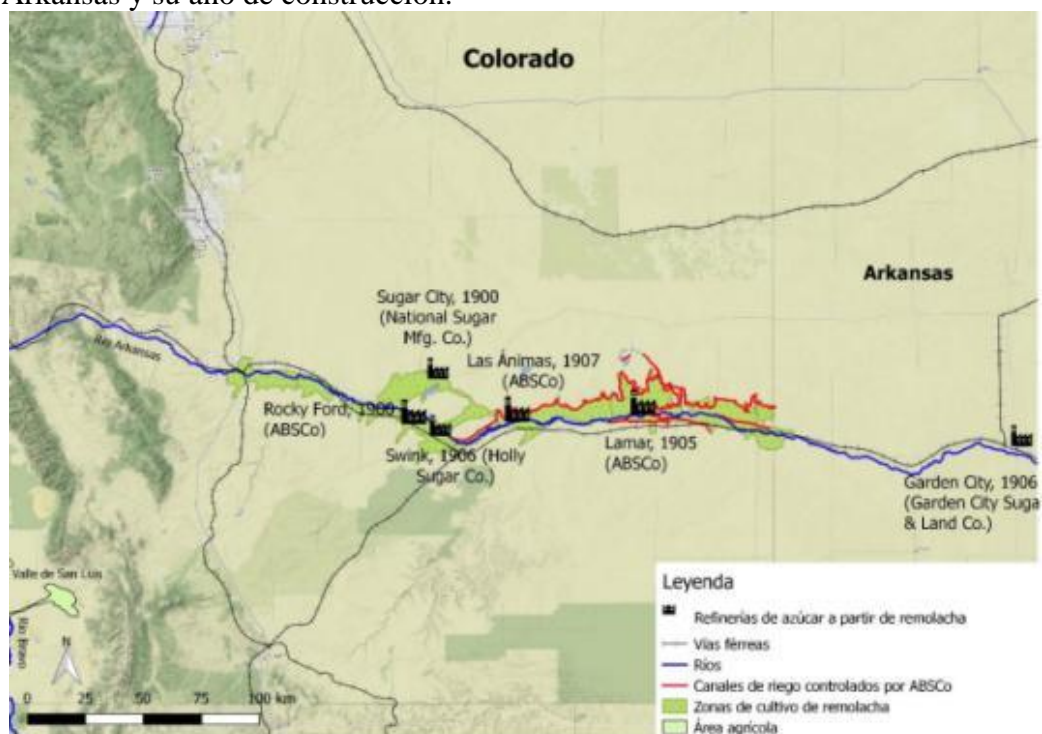 Arkansas y su año de construcción.
Colorado
Arkansas
Sugar City, 1900
(National Sugar
Mfg. Co.)
Las Ánimas, 1907
(ABSCo)
Río Arkansas
Rocky Ford, 1900
(ABSCo)
Swink, 1906 (Holly
Sugar Co.)
Lamar, 1905
(ABSCo)
Garden City, 1906
(Garden City Suga
& Land Co.)
Valle de San Luis
Río Bravo
N
0 25 50 75 100 km
Leyenda
Refinerías de azúcar a partir de remolacha
Vías férreas
Ríos
Canales de riego controlados por ABSCo
Zonas de cultivo de remolacha
Área agrícola